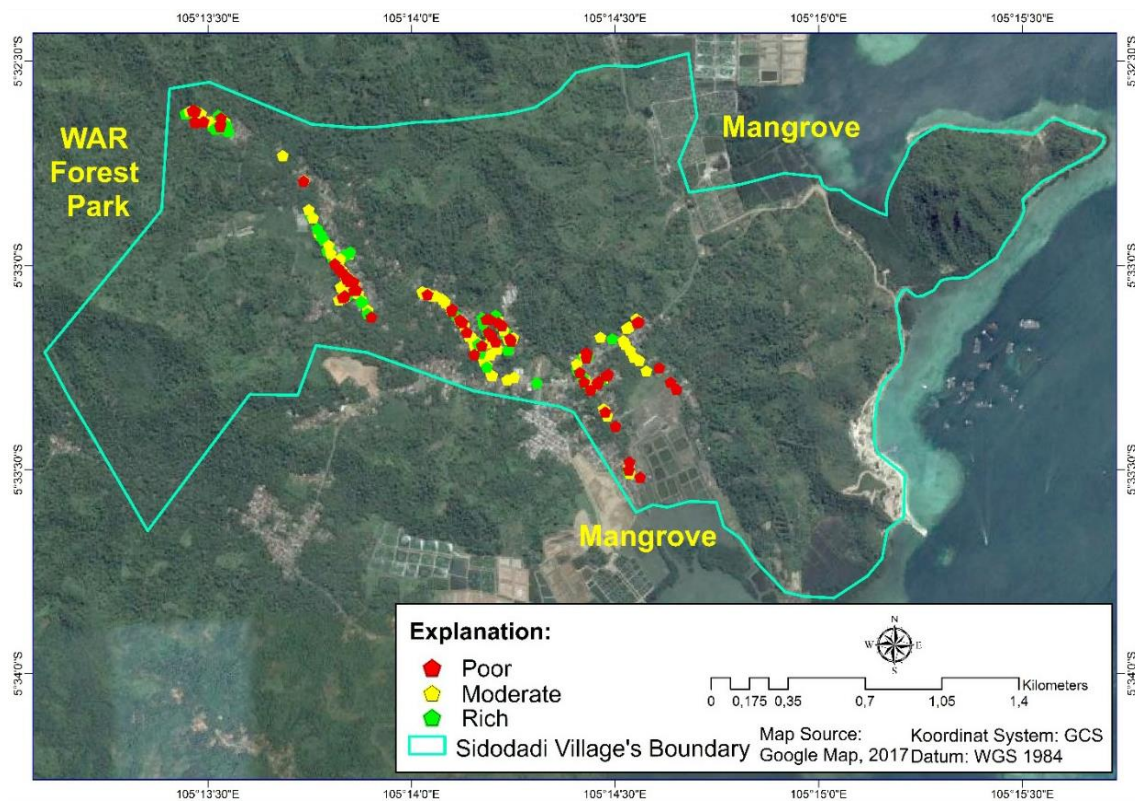 105°13'30"E 105°14'0"E 105°14'30"E 105°15'0"E 105°15'30"E
5°32'30"S 5°32'30"S
WAR
Forest
Park
Mangrove
5°33'0"S 5°33'0"S
5°33'30"S 5°33'30"S
Mangrove
Explanation:
Poor
Moderate
Rich
Sidodadi Village's Boundary
N
W E
S
Kilometers
0 0,175 0,35 0,7 1,05 1,4
Map Source:
Google Map, 2017
Koordinat System: GCS
Datum: WGS 1984
5°34'0"S 5°34'0"S
105°13'30"E 105°14'0"E 105°14'30"E 105°15'0"E 105°15'30"E